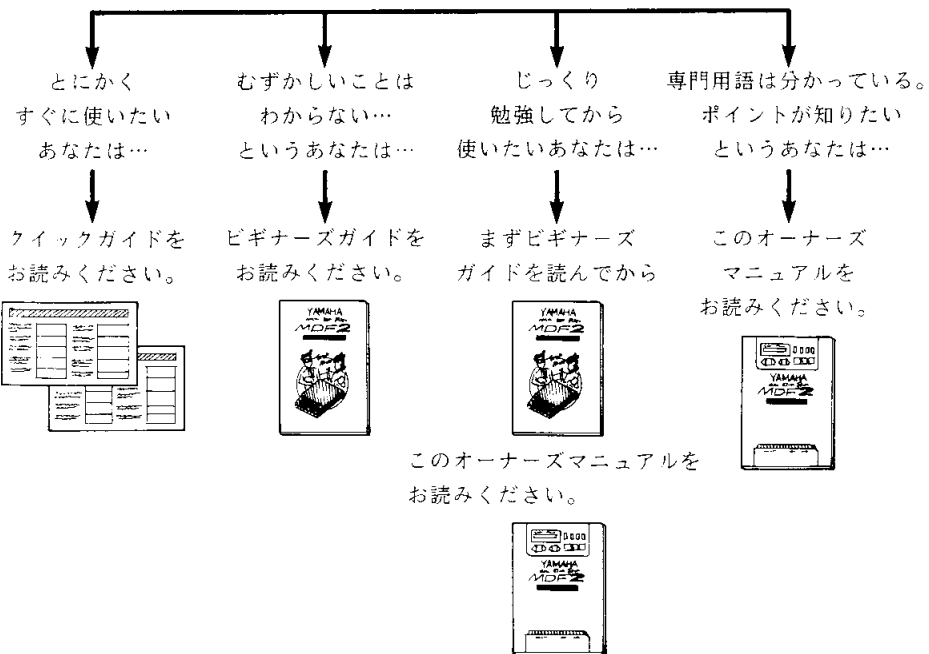 とにかく
すぐに使いたい
あなたは…
クイックガイドを
お読みください。
むずかしいことは
わからない…
というあなたは…
ビギナーズガイドを
お読みください。
YAMAHA
MDF2
じっくり
勉強してから
使いたいあなたは…
まずビギナーズ
ガイドを読んでから
YAMAHA
MDF2
このオーナーズマニュアルを
お読みください。
YAMAHA
MDF2
専門用語は分かっている。
ポイントが知りたい
というあなたは…
このオーナーズ
マニュアルを
お読みください。
YAMAHA
MDF2